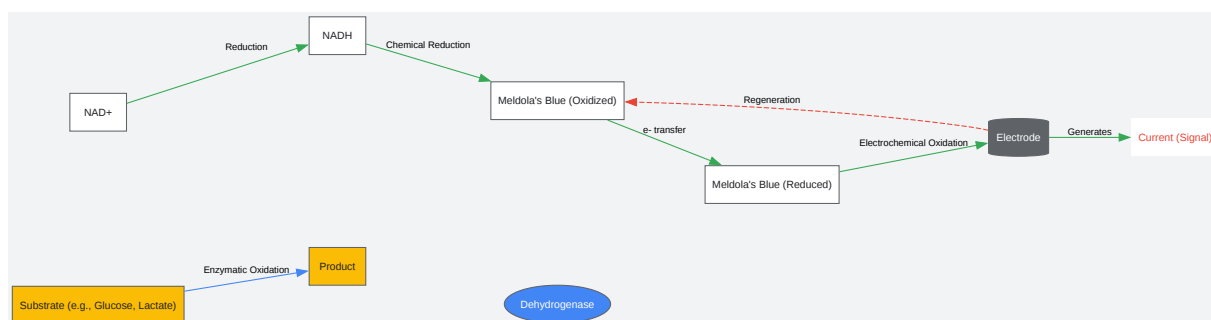 NADH
Reduction
Chemical Reduction
NAD+
Meldola's Blue (Oxidized)
Regeneration
e- transfer
Electrode
Generates
Current (Signal)
Electrochemical Oxidation
Meldola's Blue (Reduced)
Product
Enzymatic Oxidation
Substrate (e.g., Glucose, Lactate)
Dehydrogenase